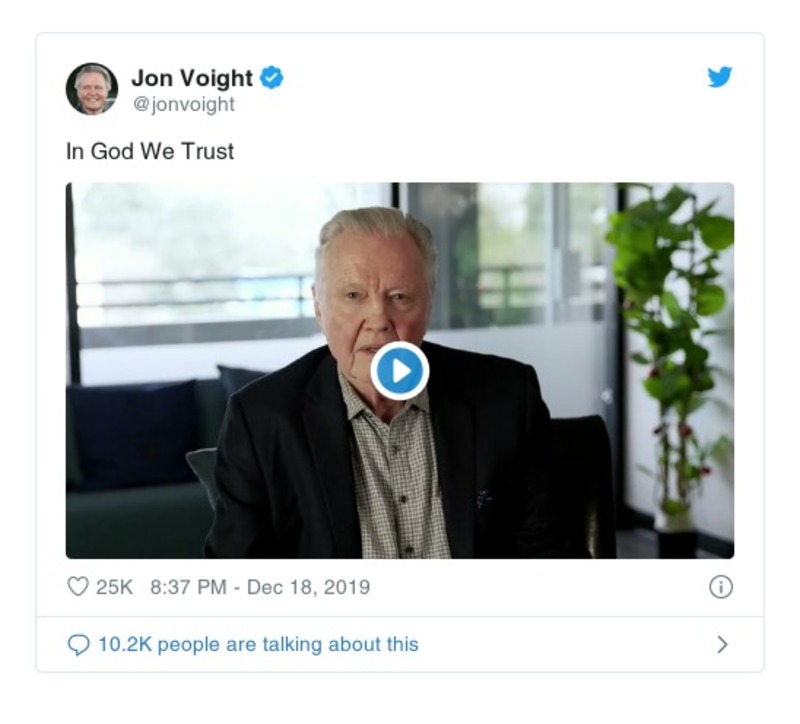 Jon Voight
@jonvoight
In God We Trust
25K 8:37 PM - Dec 18, 2019
10.2K people are talking about this